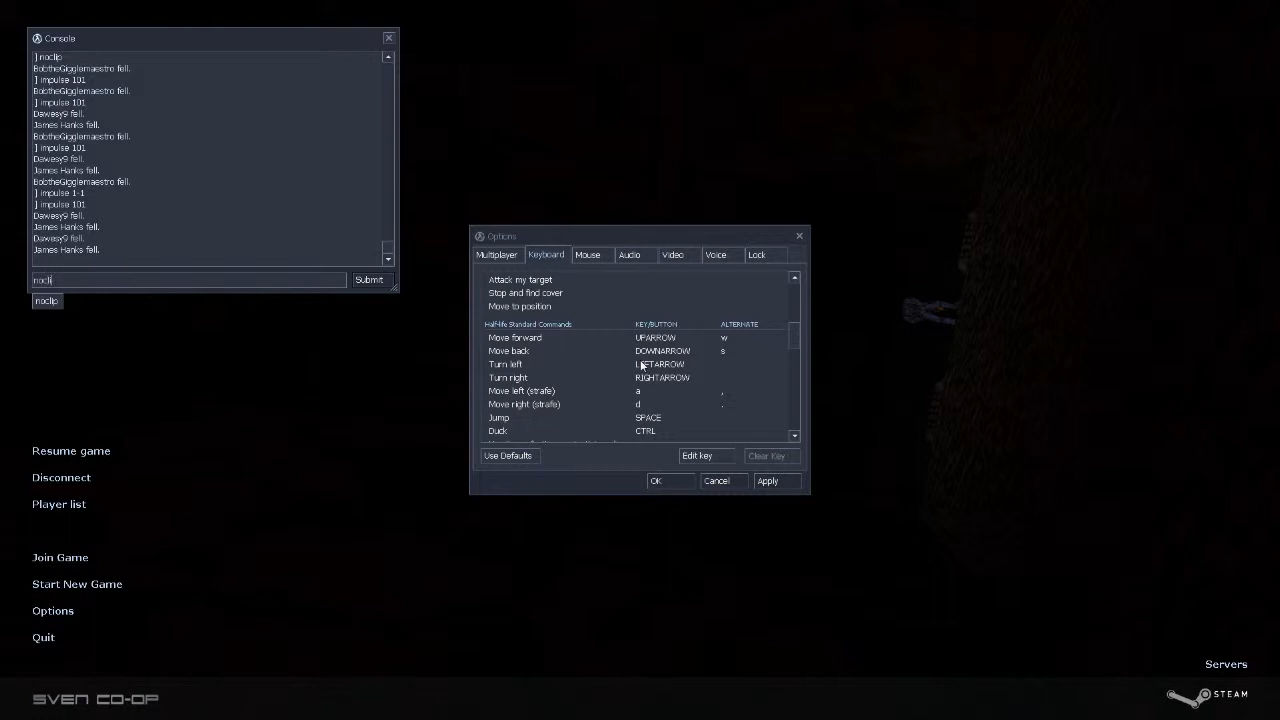 Console
] noclip
BobtheGigglemaestro fell.
] impulse 101
BobtheGigglemaestro fell.
] impulse 101
Dawesy9 fell.
James Hanks fell.
BobtheGigglemaestro fell.
] impulse 101
Dawesy9 fell.
James Hanks fell.
BobtheGigglemaestro fell.
] impulse 1-1
] impulse 101
Dawesy9 fell.
James Hanks fell.
Dawesy9 fell.
James Hanks fell.
nocli
Submit
noclip
Options
Multiplayer Keyboard Mouse Audio Video Voice Lock
Attack my target
Stop and find cover
Move to position
Half-life Standard Commands KEY/BUTTON ALTERNATE
Move forward UPARROW w
Move back DOWNARROW s
Turn left LEFTARROW
Turn right RIGHTARROW
Move left (strafe) a ,
Move right (strafe) d .
Jump SPACE
Duck CTRL
Use Defaults Edit key Clear Key
OK Cancel Apply
Resume game
Disconnect
Player list
Join Game
Start New Game
Options
Quit
Servers
SVEN CO-OP
STEAM